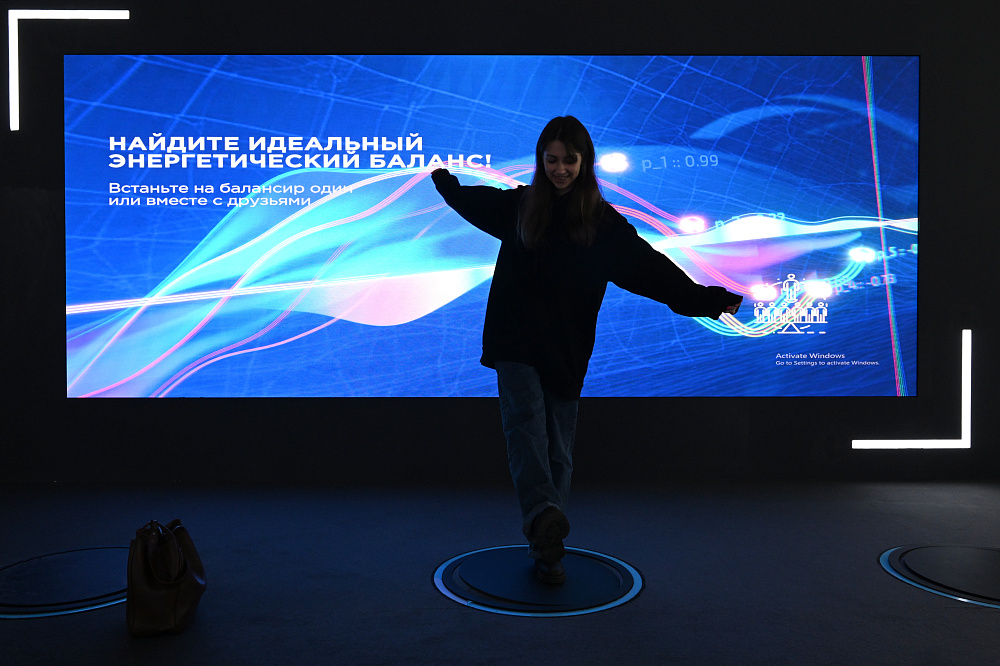 НАЙДИТЕ ИДЕАЛЬНЫЙ
ЭНЕРГЕТИЧЕСКИЙ БАЛАНС!
Встаньте на балансир один
или вместе с друзьями
p_1 :: 0.99
Activate Windows
Go to Settings to activate Windows.